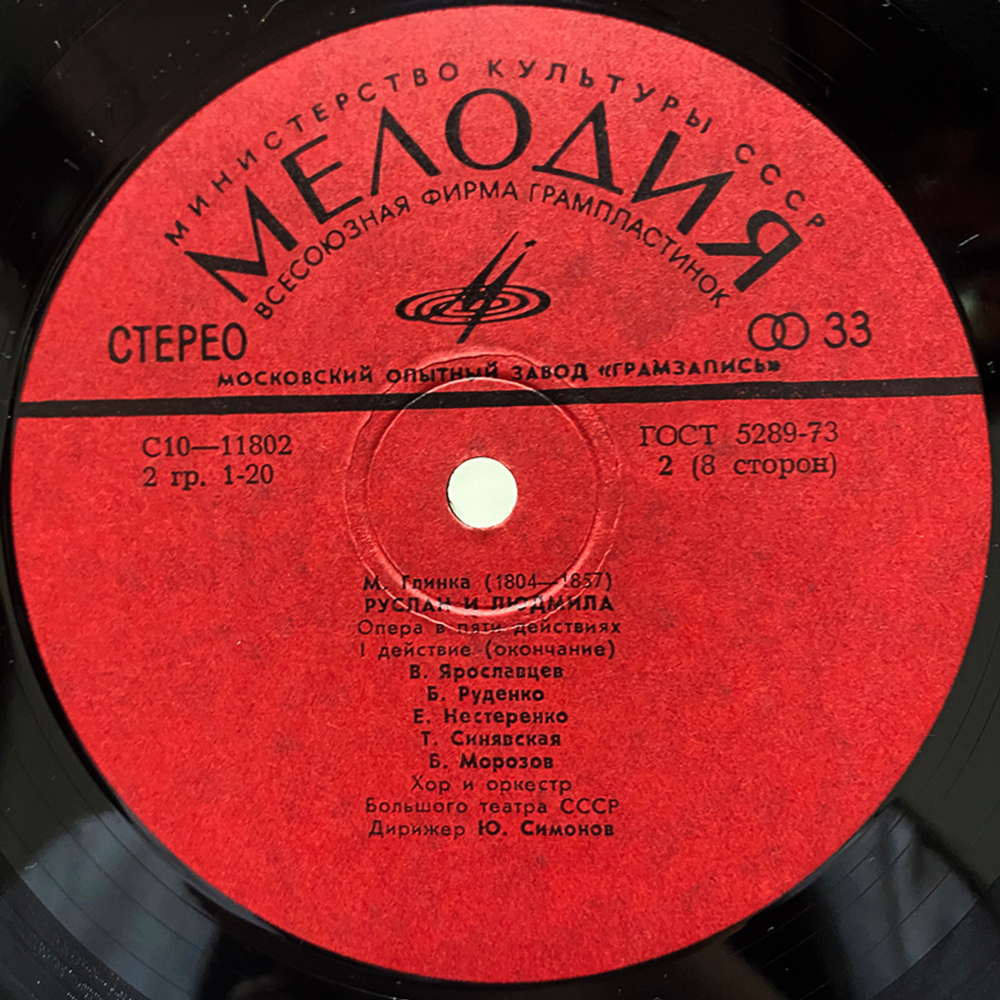 МИНИСТЕРСТВО КУЛЬТУРЫ СССР
МЕЛОДИЯ
ВСЕСОЮЗНАЯ ФИРМА ГРАМПЛАСТИНОК
СТЕРЕО
33
МОСКОВСКИЙ ОПЫТНЫЙ ЗАВОД «ГРАМЗАПИСЬ»
С10—11802
2 гр. 1-20
ГОСТ 5289-73
2 (8 сторон)
М. Глинка (1804—1857)
РУСЛАН И ЛЮДМИЛА
Опера в пяти действиях
I действие (окончание)
В. Ярославцев
Б. Руденко
Е. Нестеренко
Т. Синявская
Б. Морозов
Хор и оркестр
Большого театра СССР
Дирижер Ю. Симонов